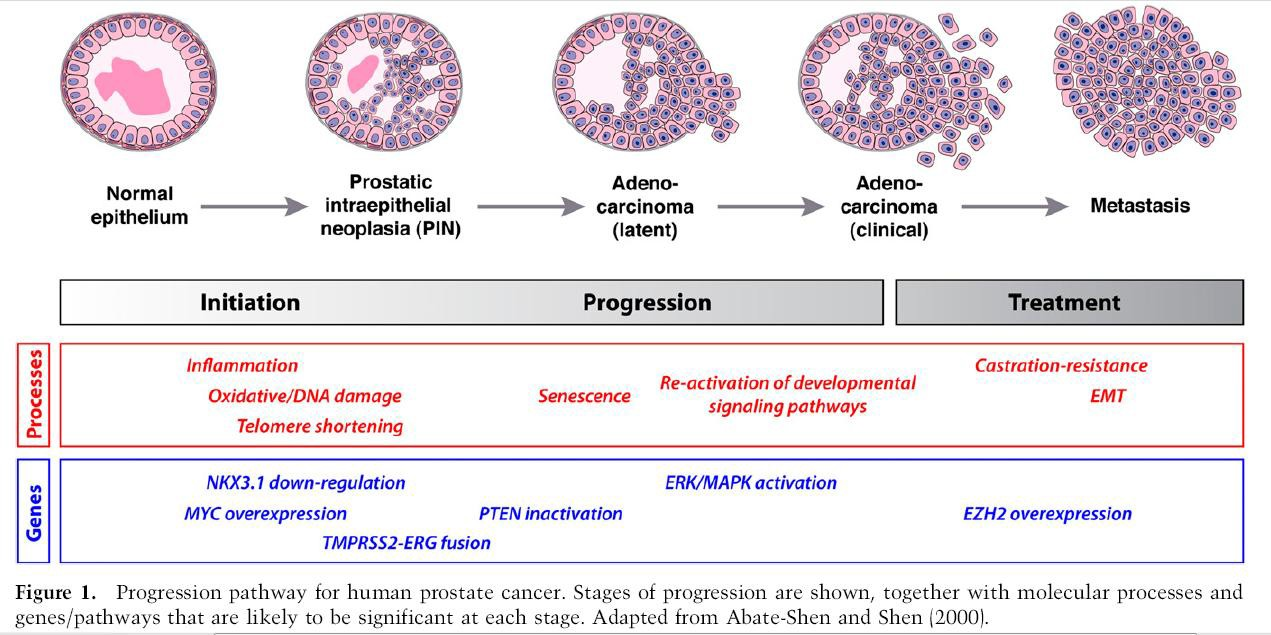 Normal
epithelium
Prostatic
intraepithelial
neoplasia (PIN)
Adeno-
carcinoma
(latent)
Adeno-
carcinoma
(clinical)
Metastasis
Initiation
Progression
Treatment
Processes
Inflammation
Oxidative/DNA damage
Telomere shortening
Senescence
Re-activation of developmental
signaling pathways
Castration-resistance
EMT
Genes
NKX3.1 down-regulation
MYC overexpression
TMPRSS2-ERG fusion
PTEN inactivation
ERK/MAPK activation
EZH2 overexpression
Figure 1. Progression pathway for human prostate cancer. Stages of progression are shown, together with molecular processes and
genes/pathways that are likely to be significant at each stage. Adapted from Abate-Shen and Shen (2000).